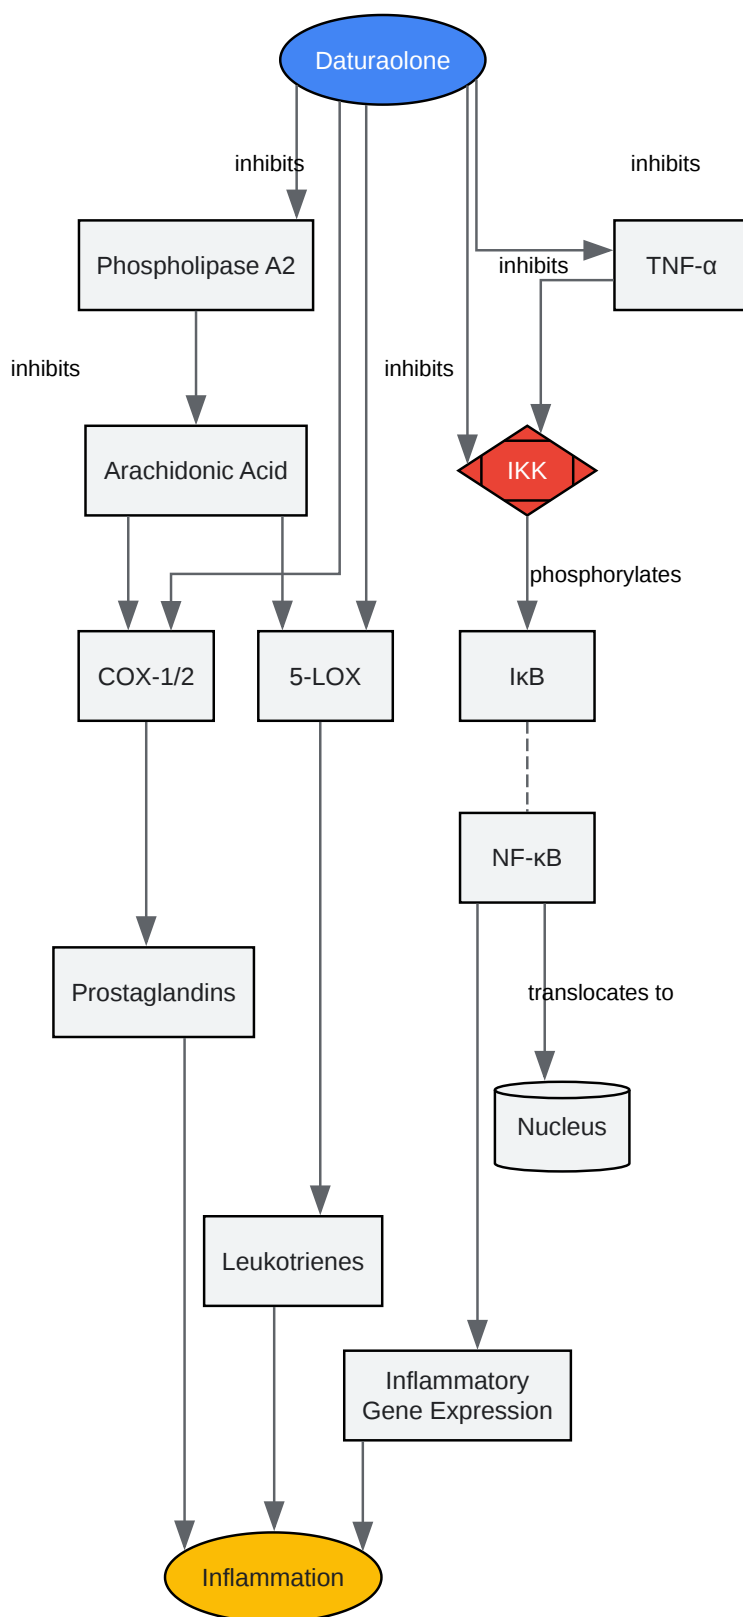 Daturaolone
inhibits
inhibits
Phospholipase A2
inhibits
TNF-α
inhibits
inhibits
Arachidonic Acid
IKK
phosphorylates
COX-1/2
5-LOX
IκB
NF-κB
Prostaglandins
translocates to
Nucleus
Leukotrienes
Inflammatory
Gene Expression
Inflammation